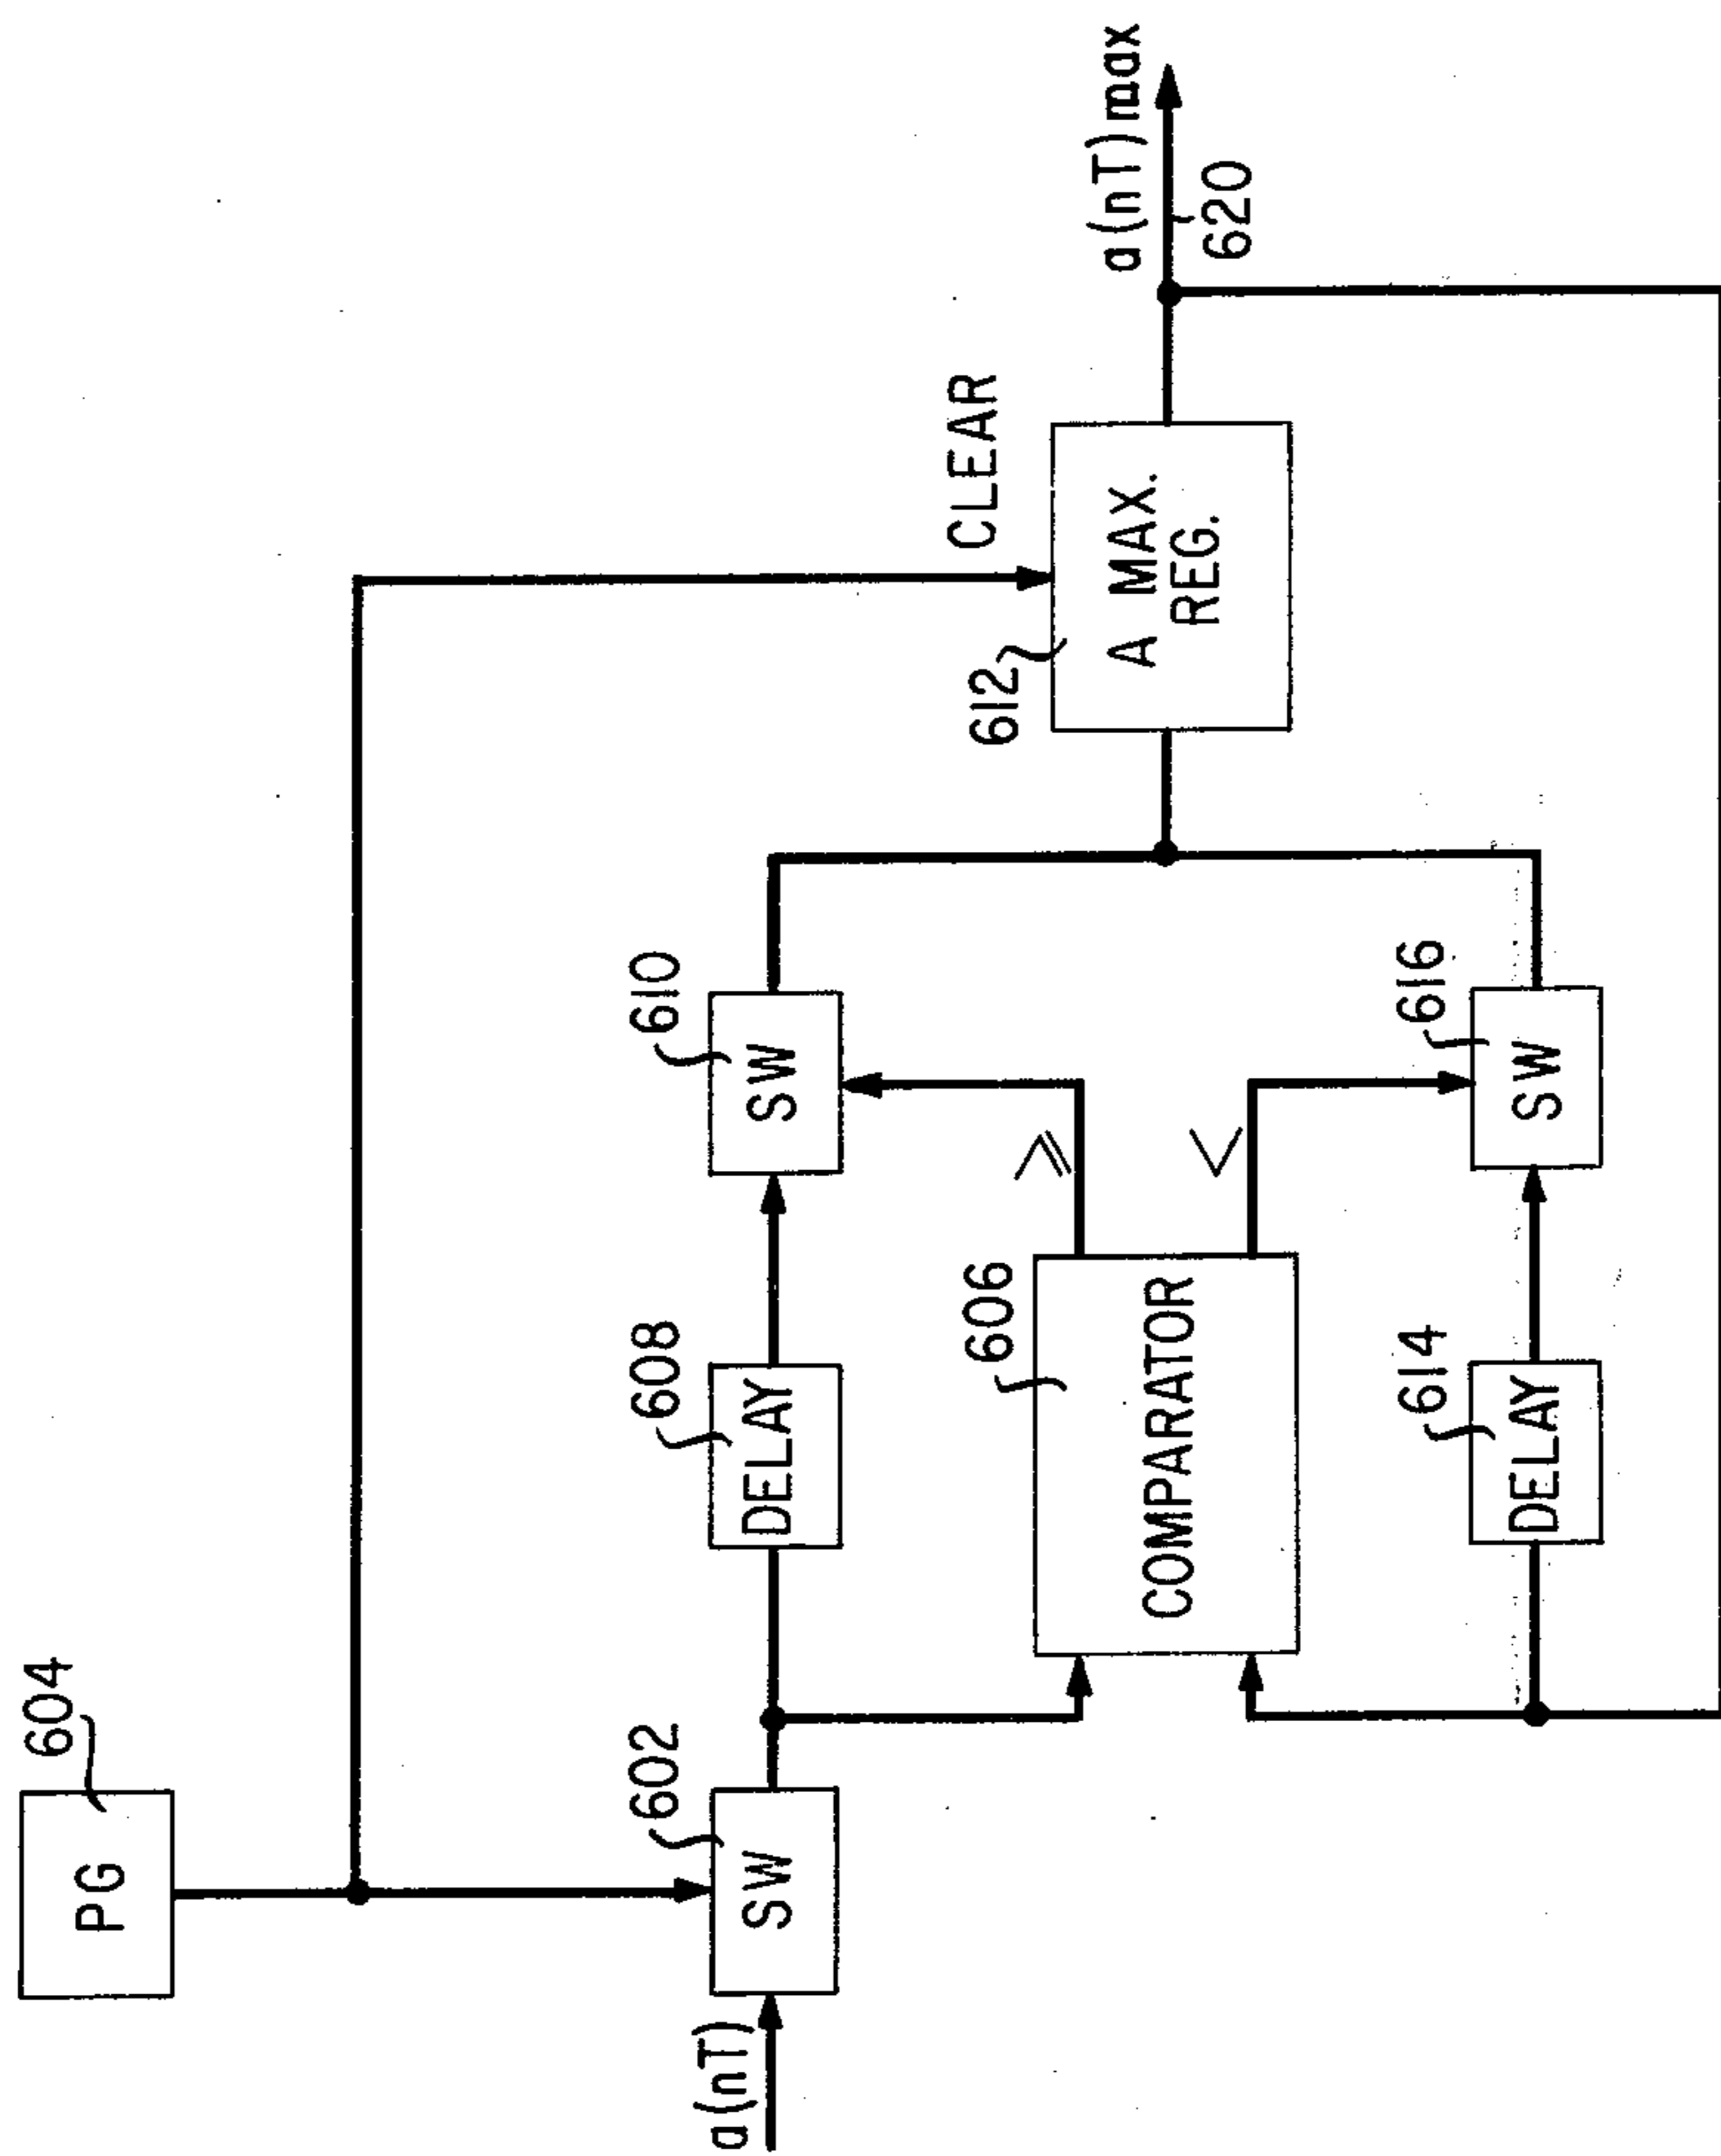 604
PG
602
608
610
a(nT)
SW
DELAY
SW
606
612
CLEAR
≥
COMPARATOR
<
A MAX.
REG.
a(nT)max
620
614
616
DELAY
SW